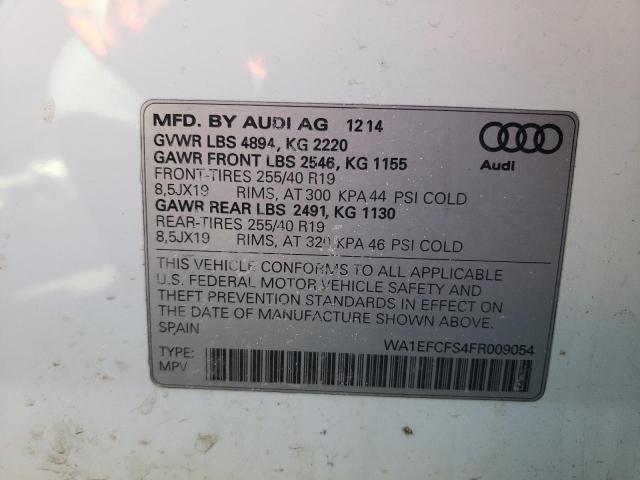 MFD. BY AUDI AG 12 14
GVWR LBS 4894, KG 2220
GAWR FRONT LBS 2546, KG 1155
FRONT-TIRES 255/40 R19
8,5JX19 RIMS, AT 300 KPA 44 PSI COLD
GAWR REAR LBS 2491, KG 1130
REAR-TIRES 255/40 R19
8,5JX19 RIMS, AT 320 KPA 46 PSI COLD
Audi
THIS VEHICLE CONFORMS TO ALL APPLICABLE
U.S. FEDERAL MOTOR VEHICLE SAFETY AND
THEFT PREVENTION STANDARDS IN EFFECT ON
THE DATE OF MANUFACTURE SHOWN ABOVE.
SPAIN
WA1EFCFS4FR009054
TYPE:
MPV